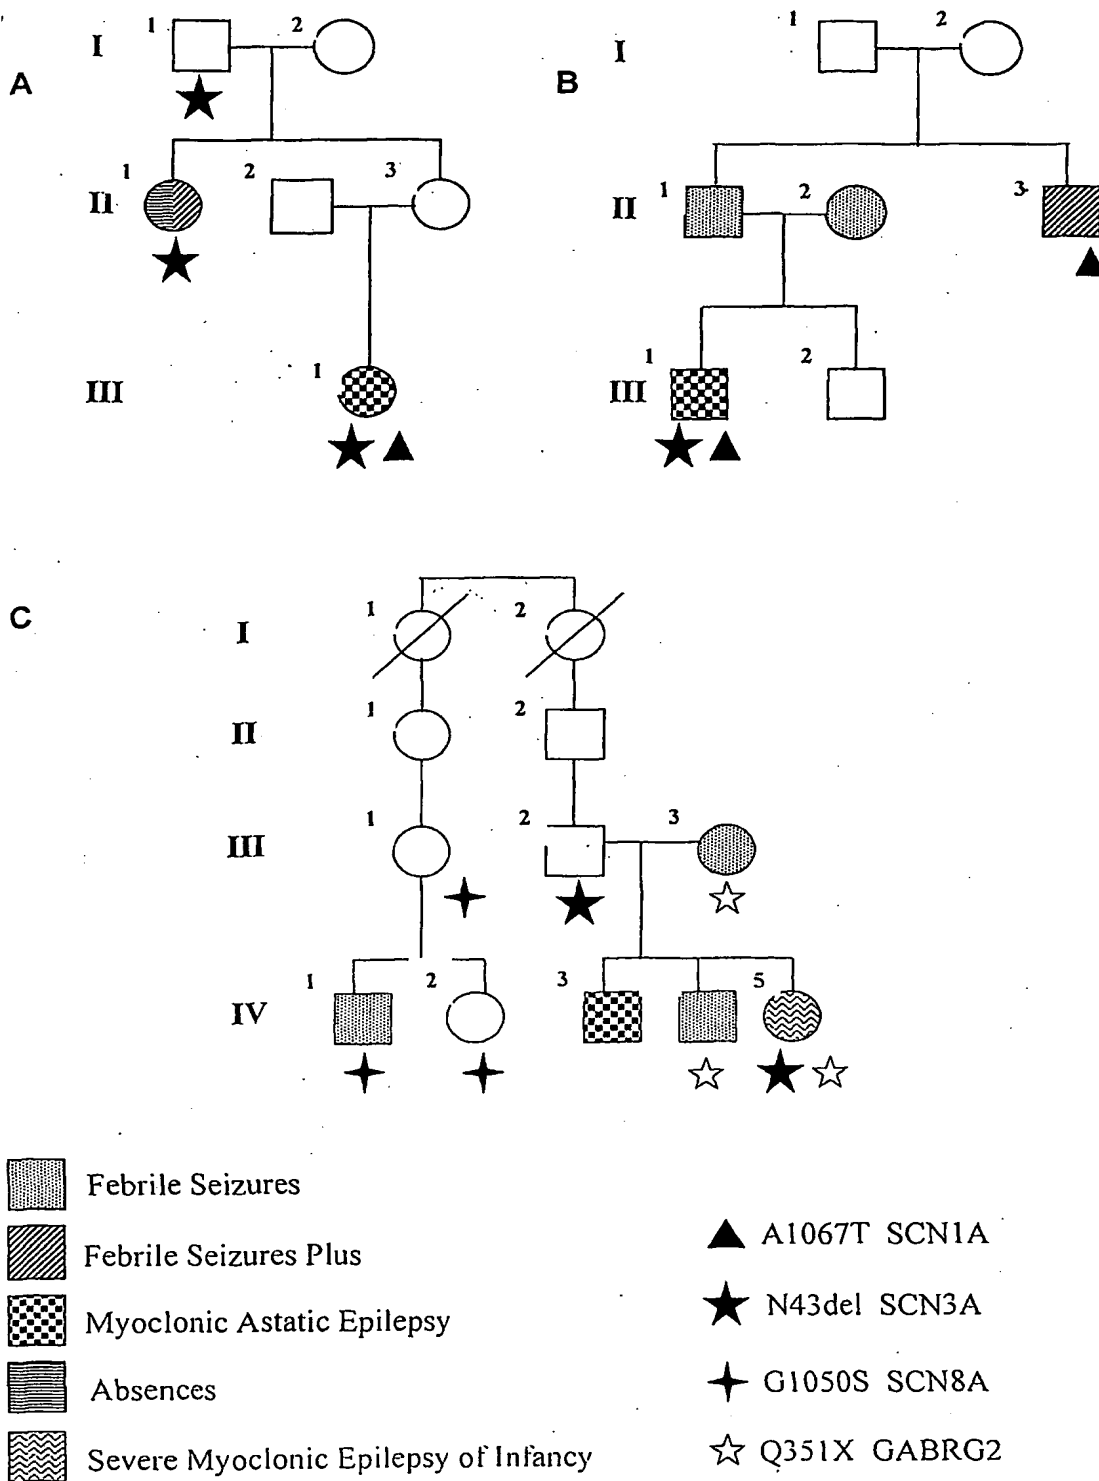 A
I 1 2
II 1 2 3
III 1
B
I 1 2
II 1 2 3
III 1 2
C
I 1 2
II 1 2
III 1 2 3
IV 1 2 3 5
Febrile Seizures
Febrile Seizures Plus
Myoclonic Astatic Epilepsy
Absences
Severe Myoclonic Epilepsy of Infancy
A1067T SCN1A
N43del SCN3A
G1050S SCN8A
Q351X GABRG2